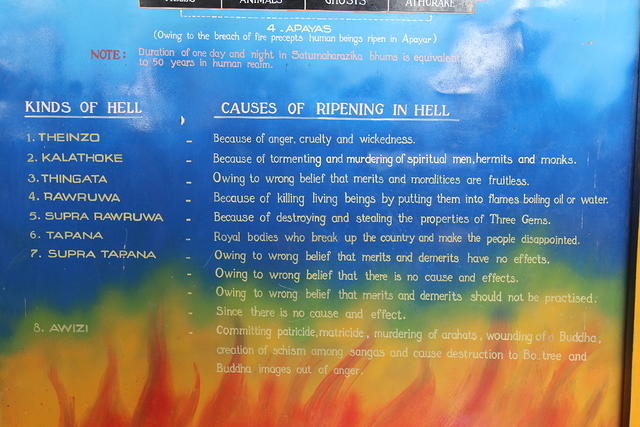 ANIMALS GHOSTS ATHURAKE
4 . APAYAS
(Owing to the breach of fire precepts human beings ripen in Apayar)
NOTE: Duration of one day and night in Satumaharazika bhums is equivalent
to 50 years in human realm.
KINDS OF HELL CAUSES OF RIPENING IN HELL
1. THEINZO - Because of anger, cruelty and wickedness.
2. KALATHOKE - Because of tormenting and murdering of spiritual men, hermits and monks.
3. THINGATA - Owing to wrong belief that merits and moralitices are fruitless.
4. RAWRUWA - Because of killing living beings by putting them into flames boiling oil or water.
5. SUPRA RAWRUWA - Because of destroying and stealing the properties of Three Gems.
6. TAPANA - Royal bodies who break up the country and make the people disappointed.
7. SUPRA TAPANA - Owing to wrong belief that merits and demerits have no effects.
- Owing to wrong belief that there is no cause and effects.
- Owing to wrong belief that merits and demerits should not be practised.
- Since there is no cause and effect.
8. AWIZI - Committing patricide, matricide, murdering of arahats, wounding of a Buddha,
creation of schism among sangas and cause destruction to Bo..tree and
Buddha images out of anger.